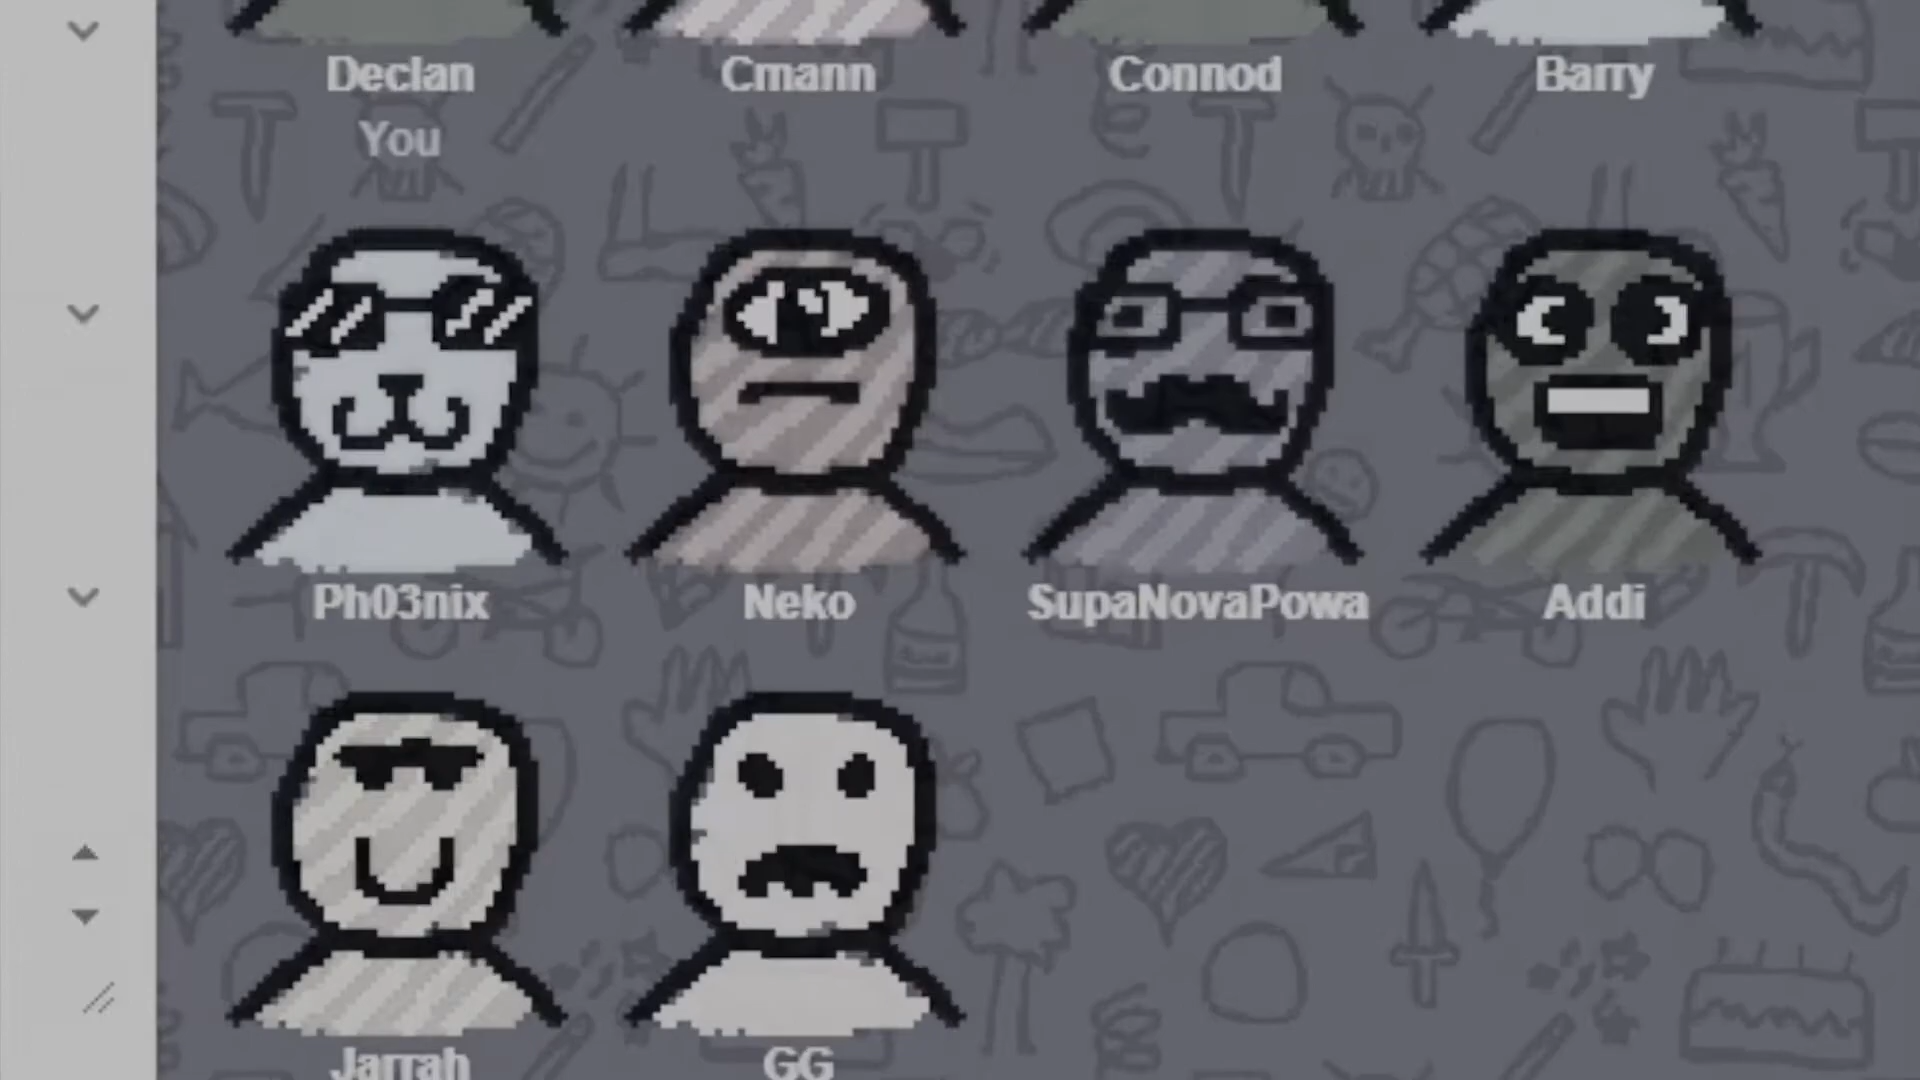 Declan
Cmann
Connod
Barry
You
Ph03nix
Neko
SupaNovaPowa
Addi
Jarrah
GG